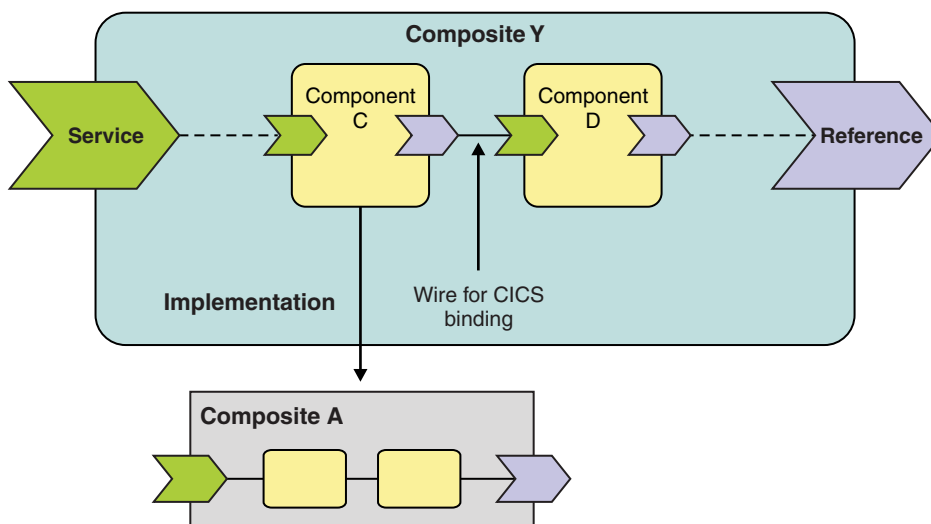 Composite Y
Component
C
Component
D
Service
Reference
Implementation
Wire for CICS
binding
Composite A